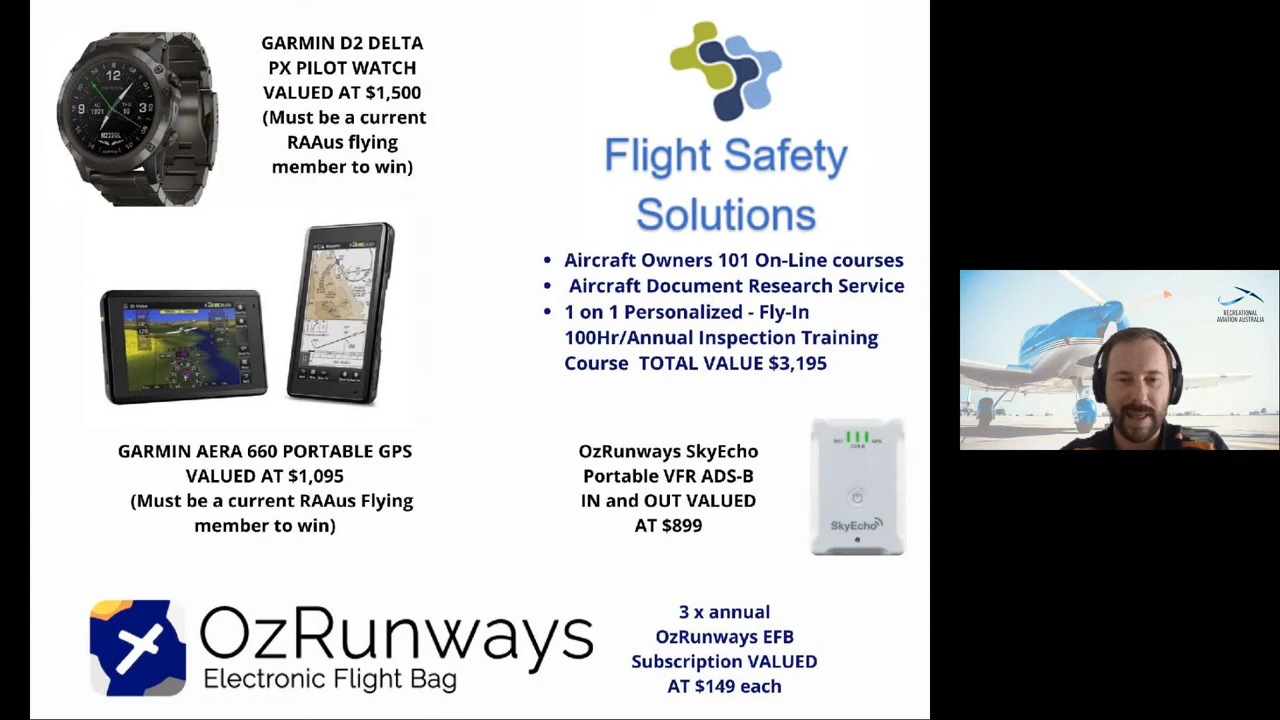 GARMIN D2 DELTA
PX PILOT WATCH
VALUED AT $1,500
(Must be a current
RAAus flying
member to win)
Flight Safety
Solutions
• Aircraft Owners 101 On-Line courses
• Aircraft Document Research Service
• 1 on 1 Personalized - Fly-In
100Hr/Annual Inspection Training
Course TOTAL VALUE $3,195
GARMIN AERA 660 PORTABLE GPS
VALUED AT $1,095
(Must be a current RAAus Flying
member to win)
OzRunways SkyEcho
Portable VFR ADS-B
IN and OUT VALUED
AT $899
SkyEcho
OzRunways
Electronic Flight Bag
3 x annual
OzRunways EFB
Subscription VALUED
AT $149 each
RECREATIONAL
AVIATION AUSTRALIA